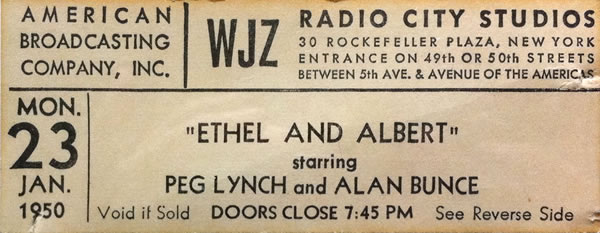 AMERICAN
BROADCASTING
COMPANY, INC.
WJZ
RADIO CITY STUDIOS
30 ROCKEFELLER PLAZA, NEW YORK
ENTRANCE ON 49TH OR 50TH STREETS
BETWEEN 5TH AVE. & AVENUE OF THE AMERICAS
MON.
23
JAN.
1950
"ETHEL AND ALBERT"
starring
PEG LYNCH and ALAN BUNCE
Void if Sold DOORS CLOSE 7:45 PM See Reverse Side